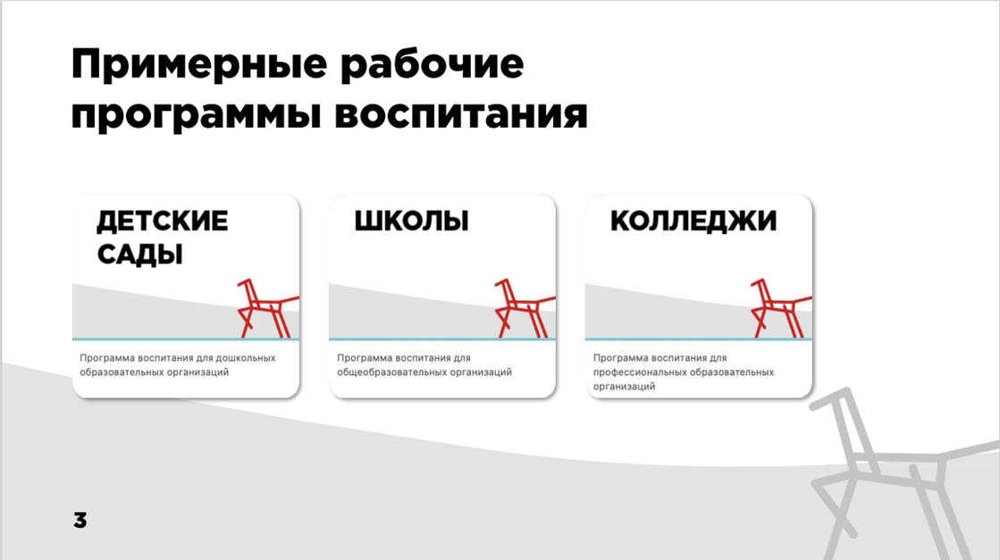 Примерные рабочие
программы воспитания
ДЕТСКИЕ
САДЫ
Программа воспитания для дошкольных
образовательных организаций
ШКОЛЫ
Программа воспитания для
общеобразовательных организаций
КОЛЛЕДЖИ
Программа воспитания для
профессиональных образовательных
организаций
3